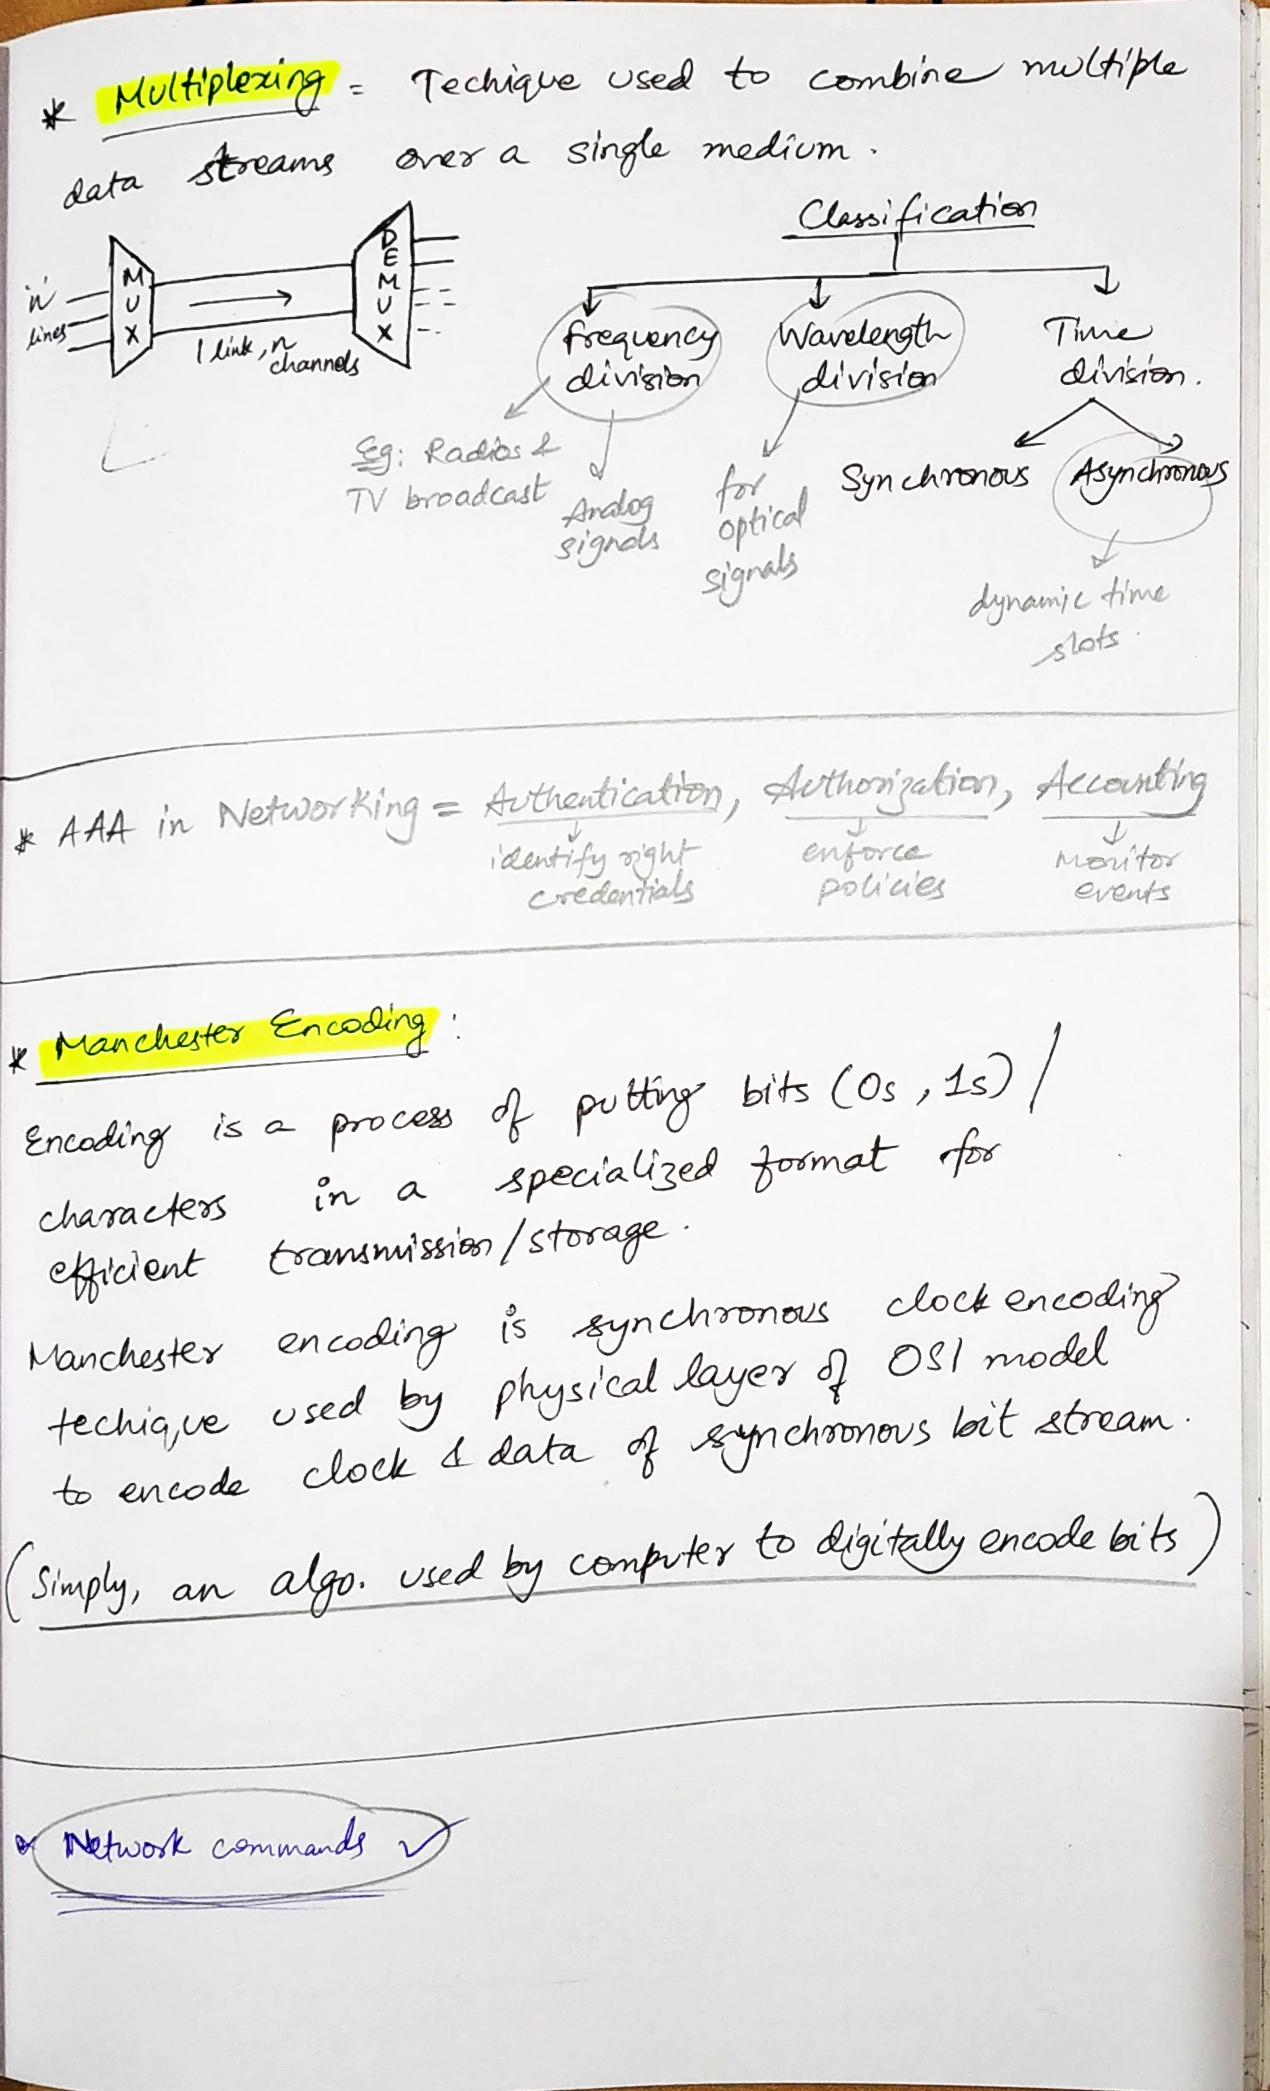 * Multiplexing = Techique used to combine multiple
data streams over a single medium.
Classification
'n'
lines
MUX
1 link, n
channels
DEMUX
frequency
division
Wavelength
division
Time
division.
Eg: Radios &
TV broadcast
Analog
signals
for
optical
signals
Synchronous
Asynchronous
dynamic time
slots.
* AAA in Networking = Authentication, Authorization, Accounting
identify right
credentials
enforce
policies
Monitor
events
* Manchester Encoding:
Encoding is a process of putting bits (0s, 1s) /
characters in a specialized format for
efficient transmission/storage.
Manchester encoding is synchronous clock encoding
techique used by physical layer of OSI model
to encode clock & data of synchronous bit stream.
(Simply, an algo. used by computer to digitally encode bits)
* Network commands ✓